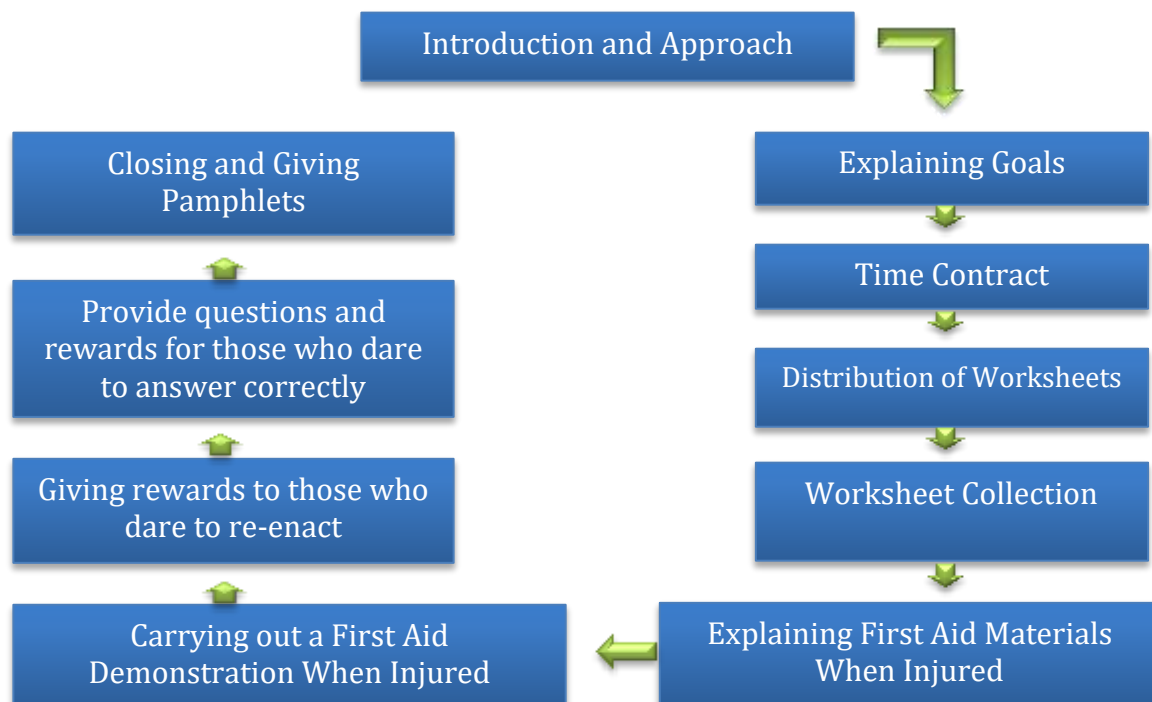 Introduction and Approach
Explaining Goals
Time Contract
Distribution of Worksheets
Worksheet Collection
Explaining First Aid Materials
When Injured
Carrying out a First Aid
Demonstration When Injured
Giving rewards to those who
dare to re-enact
Provide questions and
rewards for those who dare
to answer correctly
Closing and Giving
Pamphlets